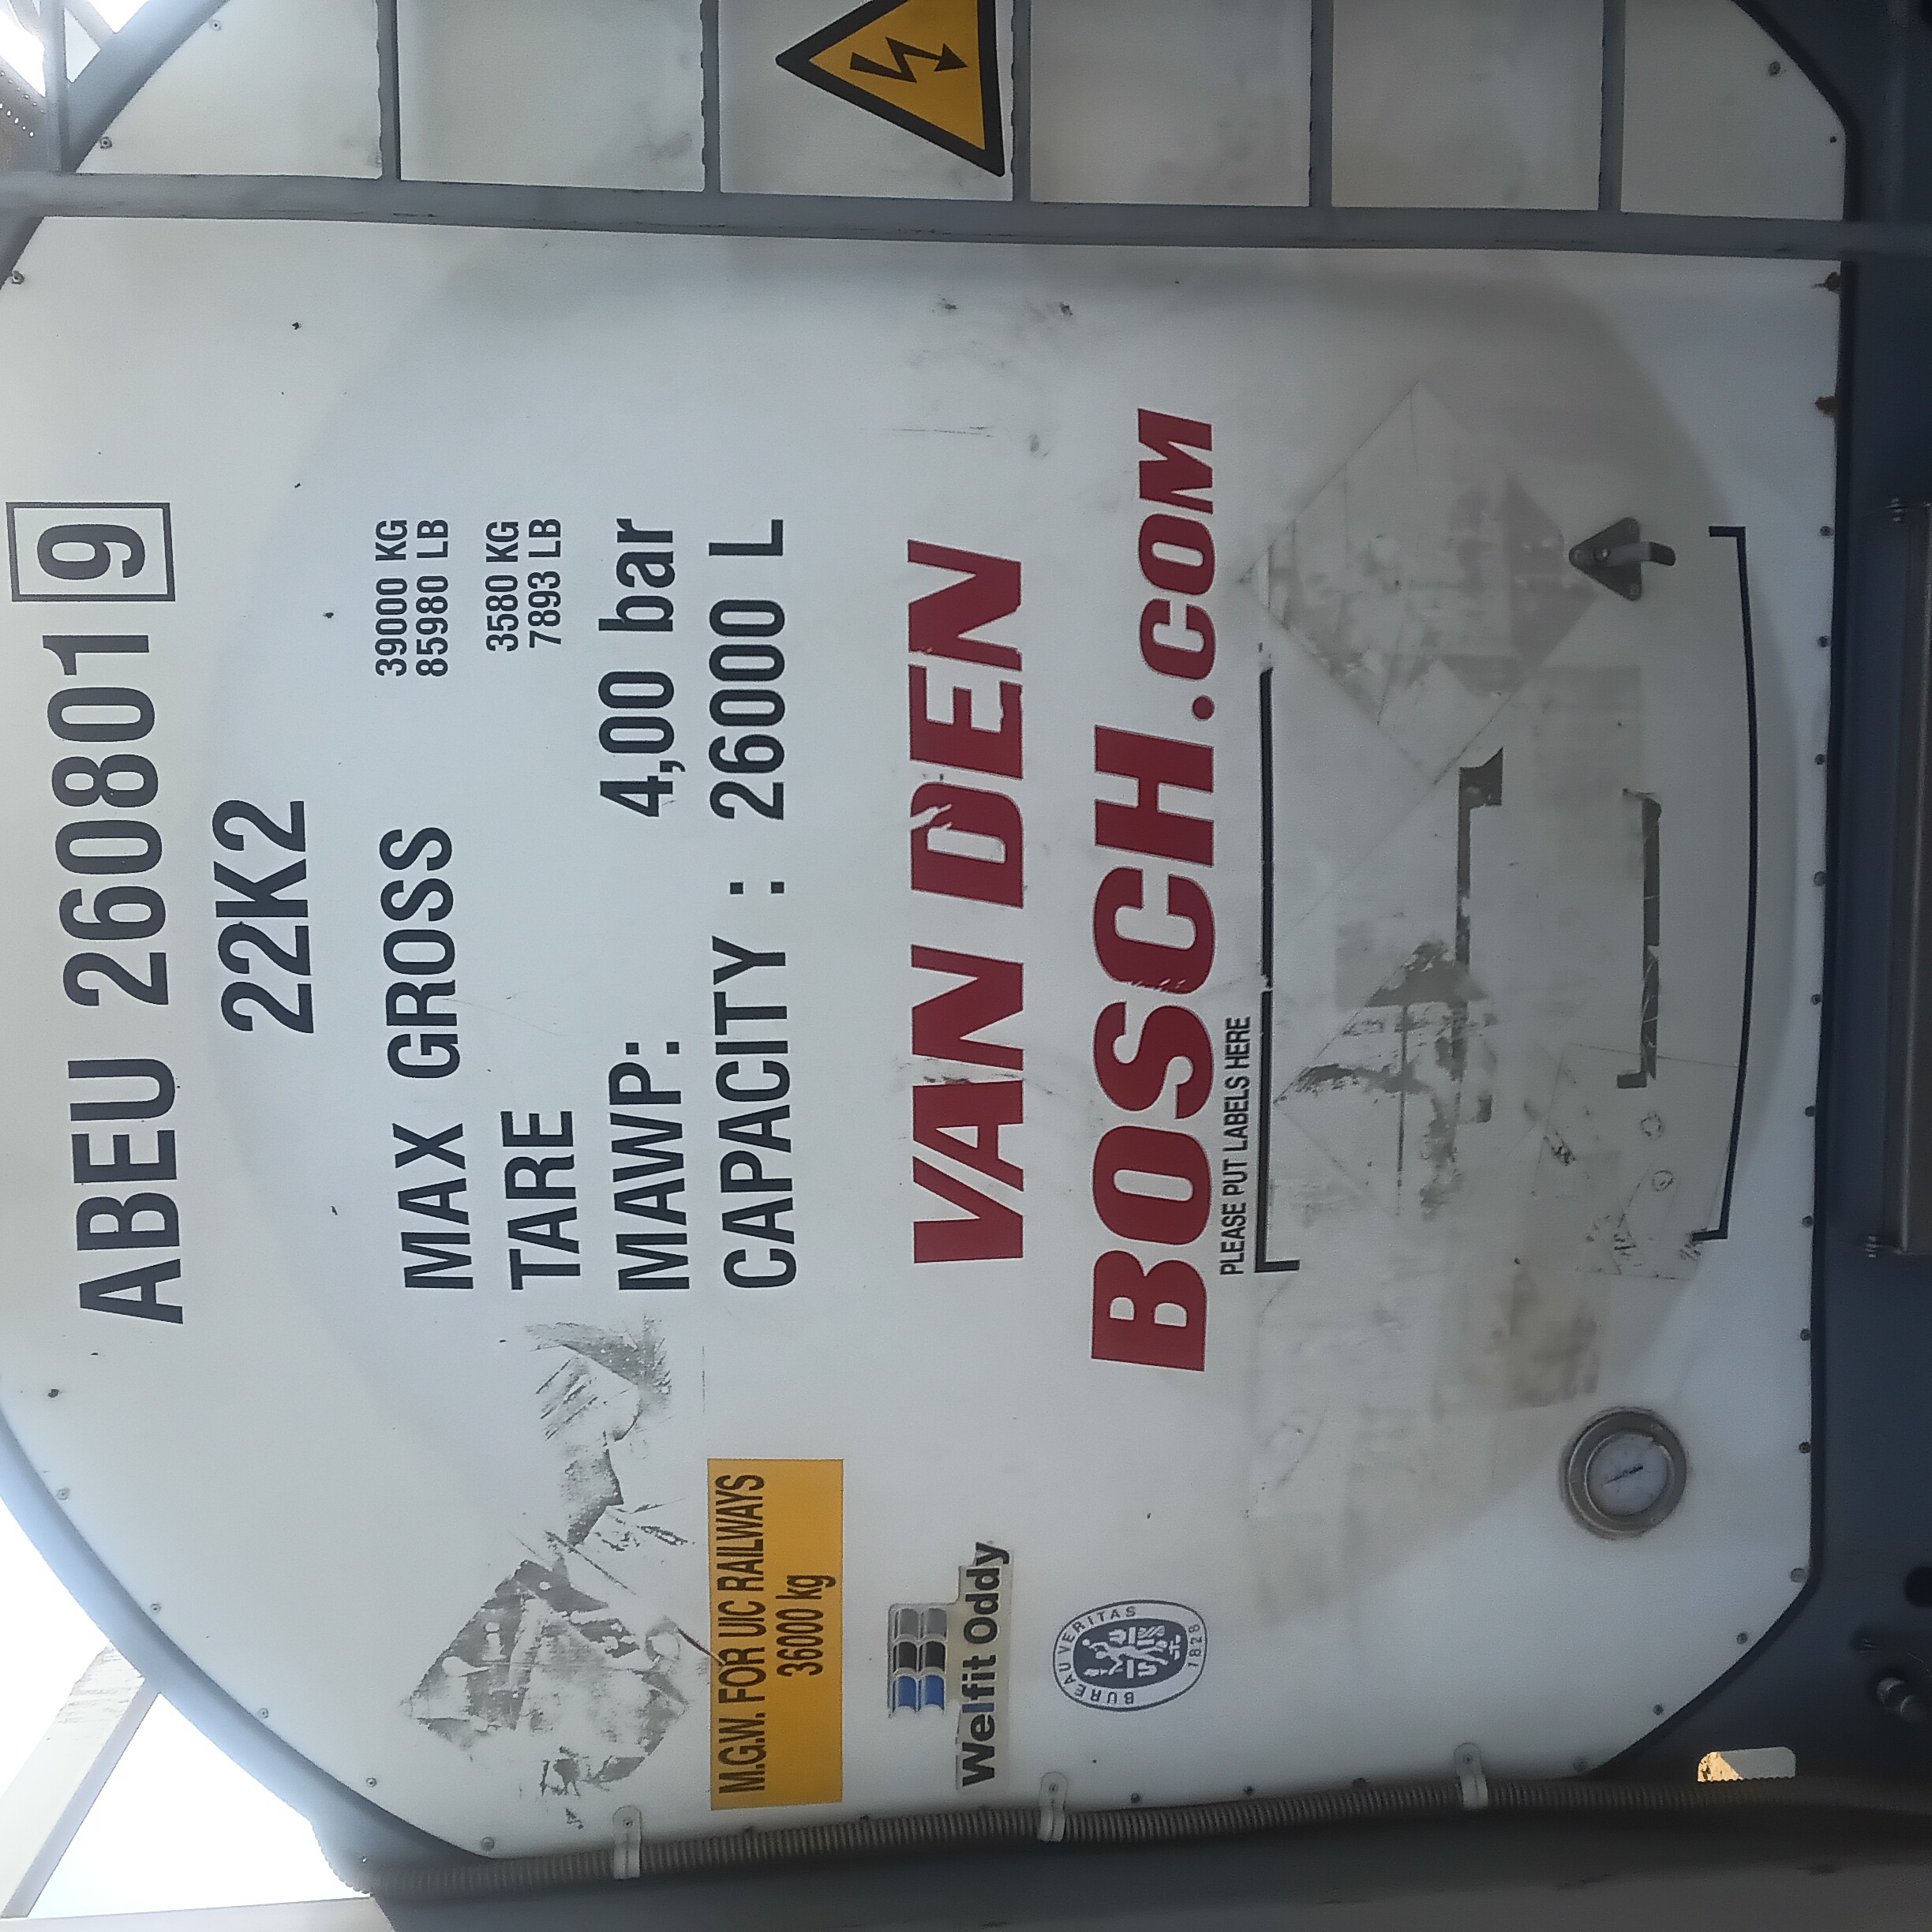 ABEU 260801 9
22K2
MAX GROSS 39000 KG
85980 LB
TARE 3580 KG
7893 LB
MAWP: 4,00 bar
CAPACITY : 26000 L
M.G.W. FOR UIC RAILWAYS
36000 kg
Welfit Oddy
BUREAU VERITAS
1828
VAN DEN
BOSCH.COM
PLEASE PUT LABELS HERE